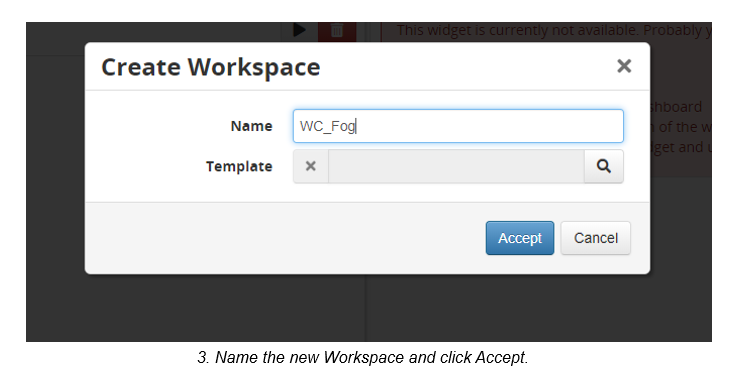 This widget is currently not available. Probably y
Create Workspace
shboard
Name
WC_Fog
of the w
Template
lget and u
Accept
Cancel
3. Name the new Workspace and click Accept.